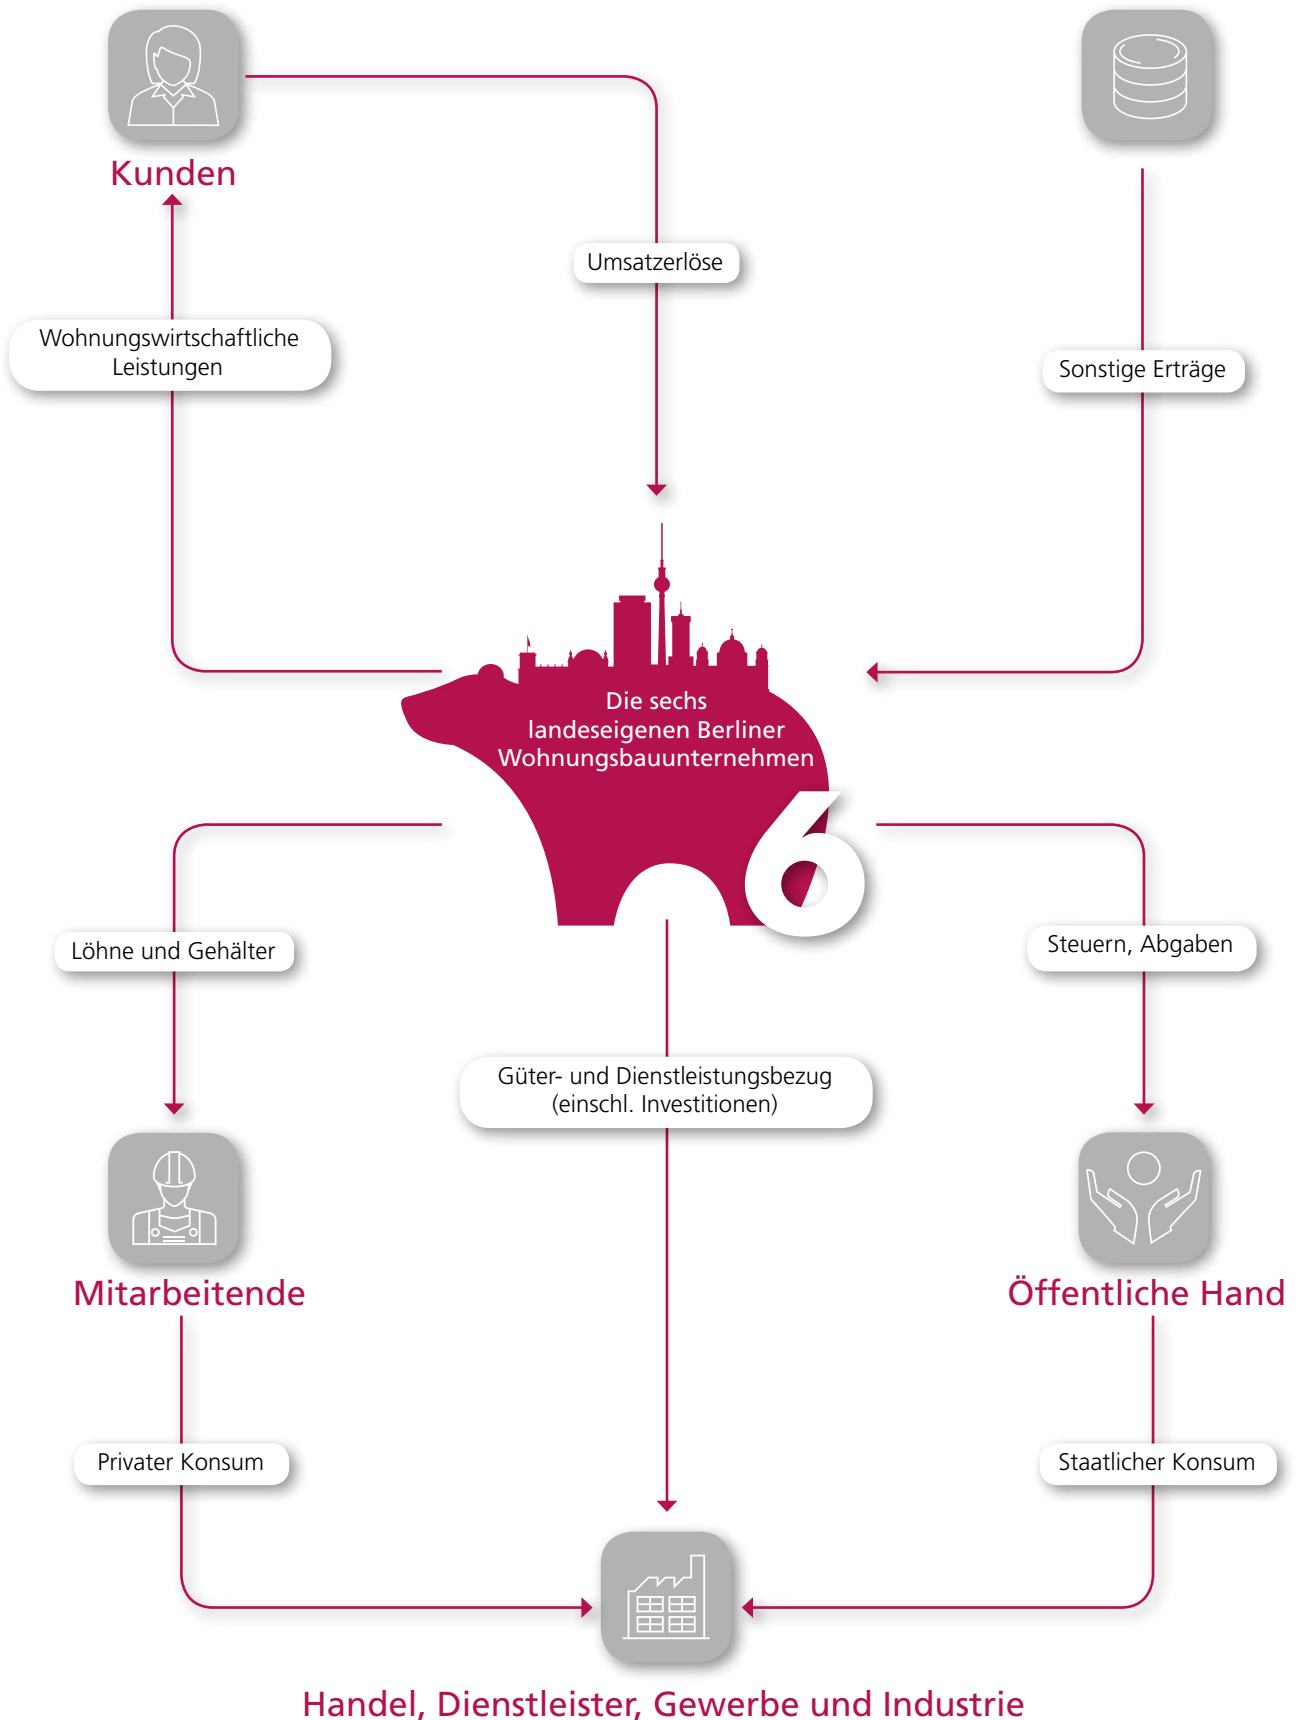 Kunden
Umsatzerlöse
Wohnungswirtschaftliche
Leistungen
Sonstige Erträge
Die sechs
landeseigenen Berliner
Wohnungsbauunternehmen
6
Löhne und Gehälter
Steuern, Abgaben
Güter- und Dienstleistungsbezug
(einschl. Investitionen)
Mitarbeitende
Öffentliche Hand
Privater Konsum
Staatlicher Konsum
Handel, Dienstleister, Gewerbe und Industrie